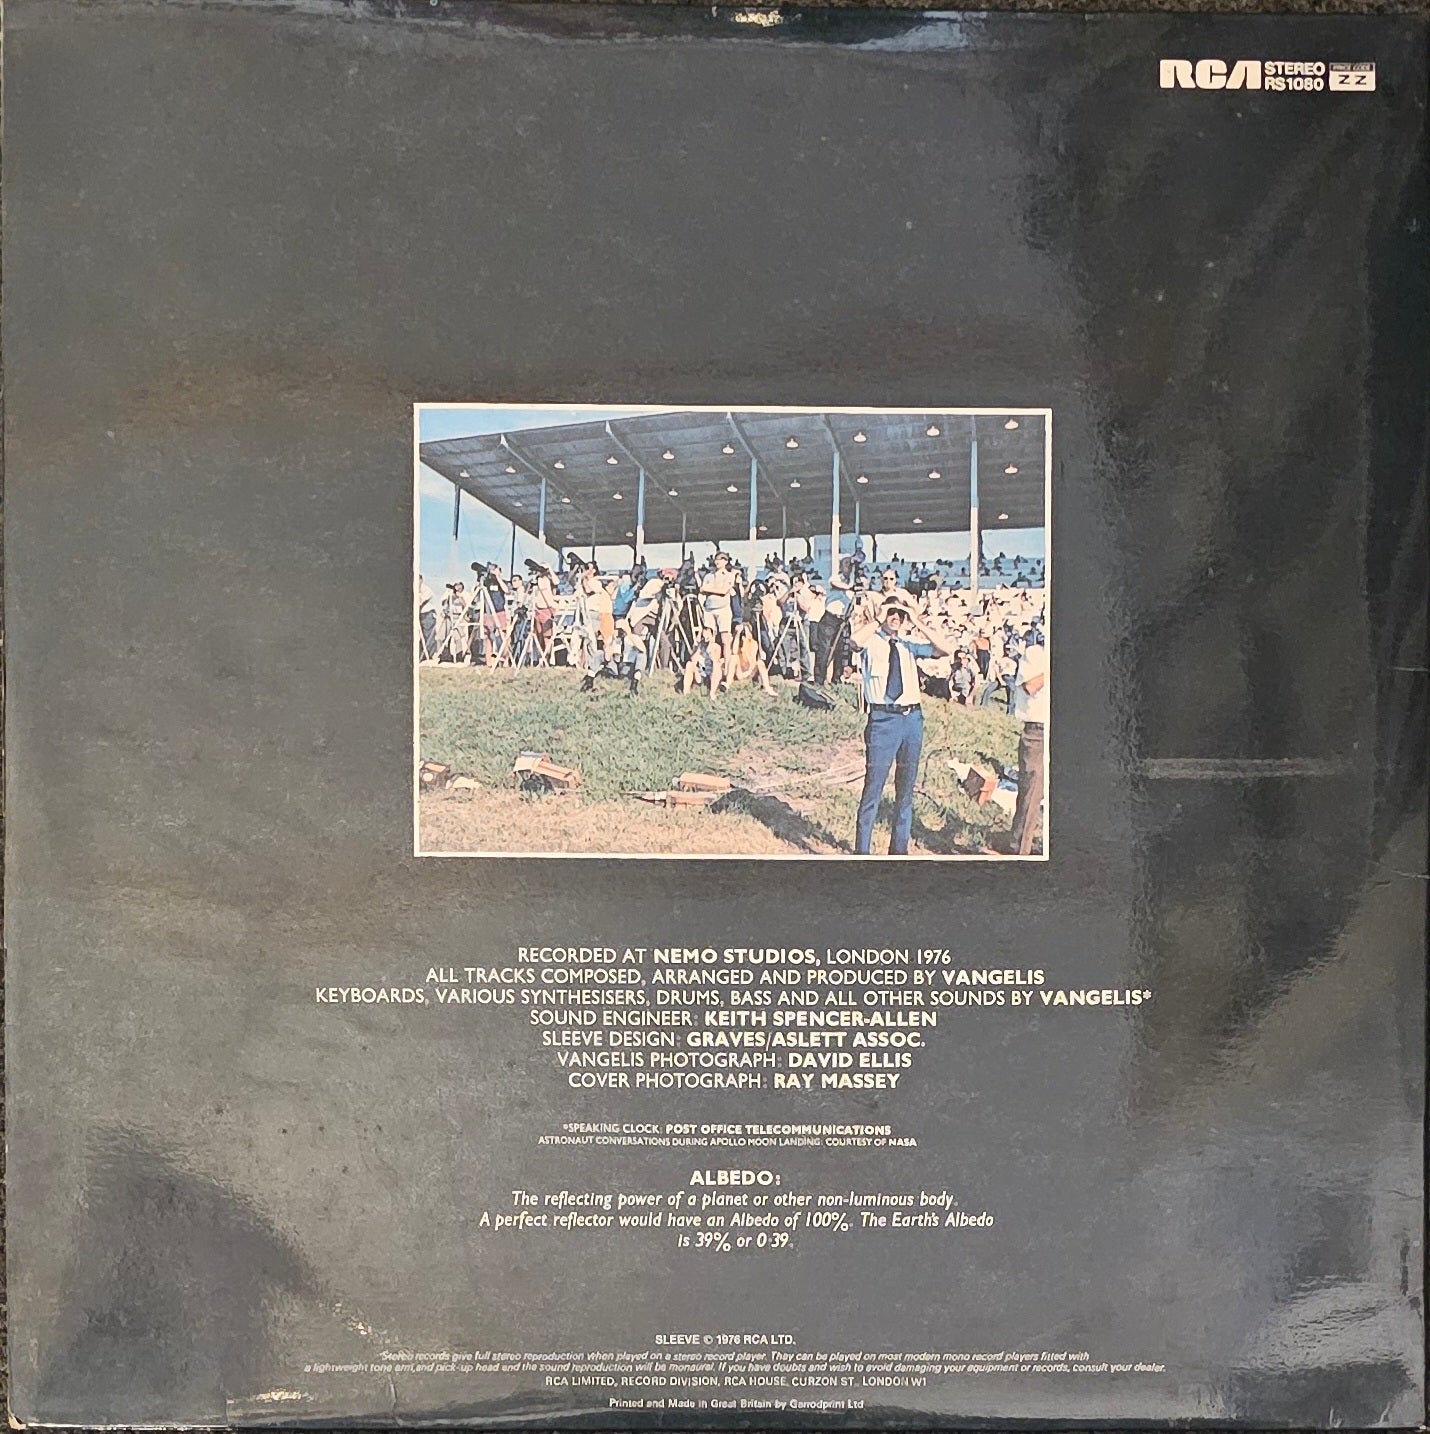 RCA STEREO
RS1080
PRICE CODE
ZZ
RECORDED AT NEMO STUDIOS, LONDON 1976
ALL TRACKS COMPOSED, ARRANGED AND PRODUCED BY VANGELIS
KEYBOARDS, VARIOUS SYNTHESISERS, DRUMS, BASS AND ALL OTHER SOUNDS BY VANGELIS*
SOUND ENGINEER: KEITH SPENCER-ALLEN
SLEEVE DESIGN: GRAVES/ASLETT ASSOC.
VANGELIS PHOTOGRAPH: DAVID ELLIS
COVER PHOTOGRAPH: RAY MASSEY
*SPEAKING CLOCK: POST OFFICE TELECOMMUNICATIONS
ASTRONAUT CONVERSATIONS DURING APOLLO MOON LANDING: COURTESY OF NASA
ALBEDO:
The reflecting power of a planet or other non-luminous body.
A perfect reflector would have an Albedo of 100%. The Earth's Albedo
is 39% or 0·39.
SLEEVE © 1976 RCA LTD.
Stereo records give full stereo reproduction when played on a stereo record player. They can be played on most modern mono record players fitted with
a lightweight tone arm and pick-up head and the sound reproduction will be monaural. If you have doubts and wish to avoid damaging your equipment or records, consult your dealer.
RCA LIMITED, RECORD DIVISION, RCA HOUSE, CURZON ST., LONDON W1
Printed and Made in Great Britain by Garrodprint Ltd